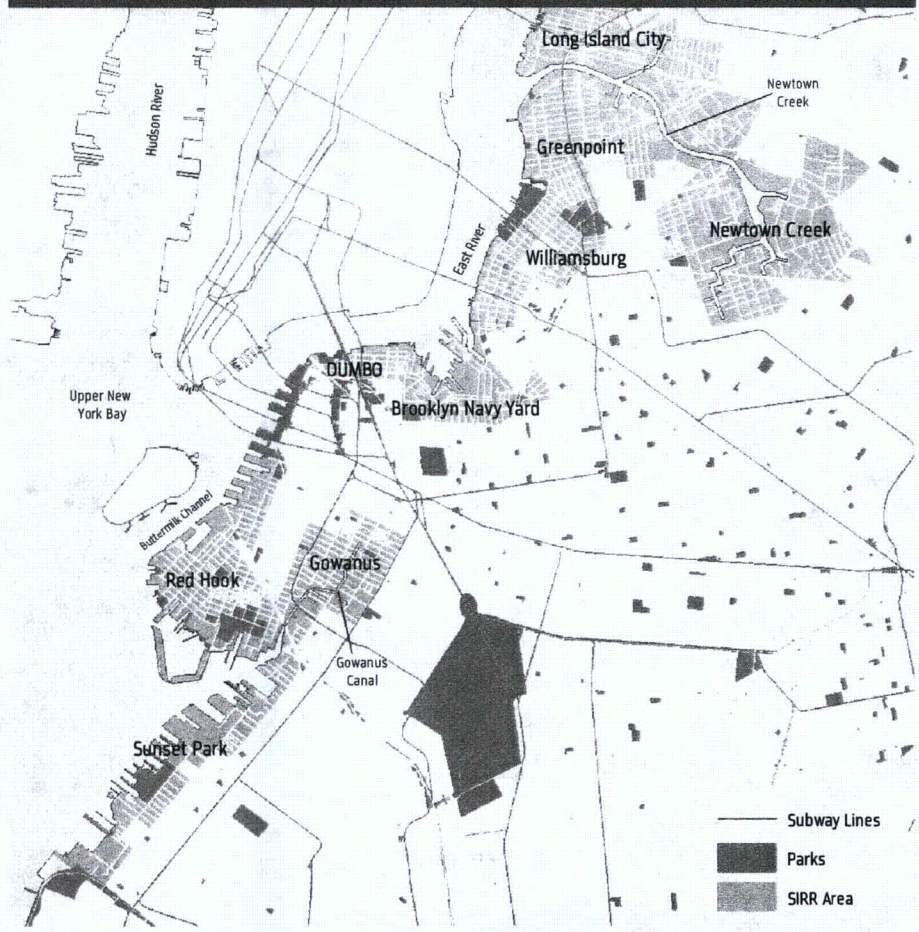 Long Island City
Newtown
Creek
Hudson River
Greenpoint
Newtown Creek
East River
Williamsburg
DUMBO
Upper New
York Bay
Brooklyn Navy Yard
Buttermilk Channel
Gowanus
Red Hook
Gowanus
Canal
Sunset Park
Subway Lines
Parks
SIRR Area